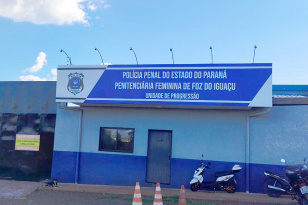 POLÍCIA PENAL DO ESTADO DO PARANÁ
PENITENCIÁRIA FEMININA DE FOZ DO IGUAÇU
UNIDADE DE PROGRESSÃO